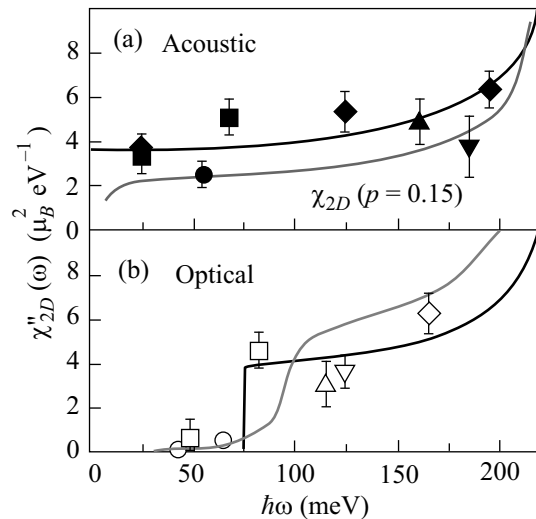 8
6
4
2
0
(a) Acoustic
χ₂D (p = 0.15)
χ″₂D(ω) (μ²B eV⁻¹)
8
6
4
2
0
(b) Optical
0 50 100 150 200
ħω (meV)